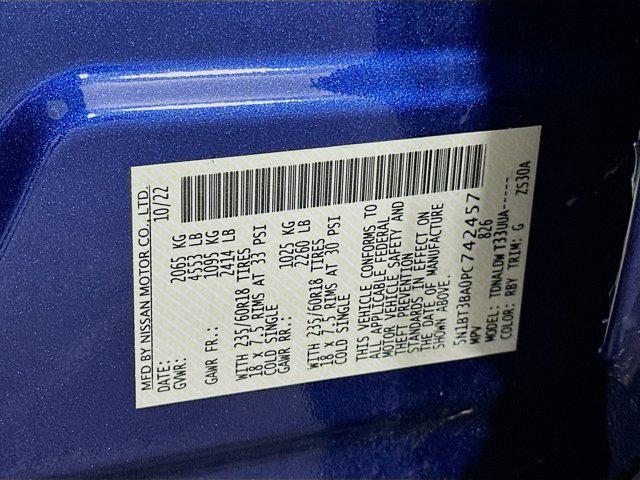 MFD BY NISSAN MOTOR CO., LTD.
DATE: 10/22
GVWR: 2065 KG
4553 LB
GAWR FR.: 1095 KG
2414 LB
WITH 235/60R18 TIRES
18 X 7.5 RIMS AT 33 PSI
COLD SINGLE
GAWR RR.: 1025 KG
2260 LB
WITH 235/60R18 TIRES
18 X 7.5 RIMS AT 30 PSI
COLD SINGLE
THIS VEHICLE CONFORMS TO
ALL APPLICABLE FEDERAL
MOTOR VEHICLE SAFETY AND
THEFT PREVENTION
STANDARDS IN EFFECT ON
THE DATE OF MANUFACTURE
SHOWN ABOVE.
5N1BT3BA0PC742457
MPV 826
MODEL: TDNALDWT33UUA-----
COLOR: RBY TRIM: G ZS30A